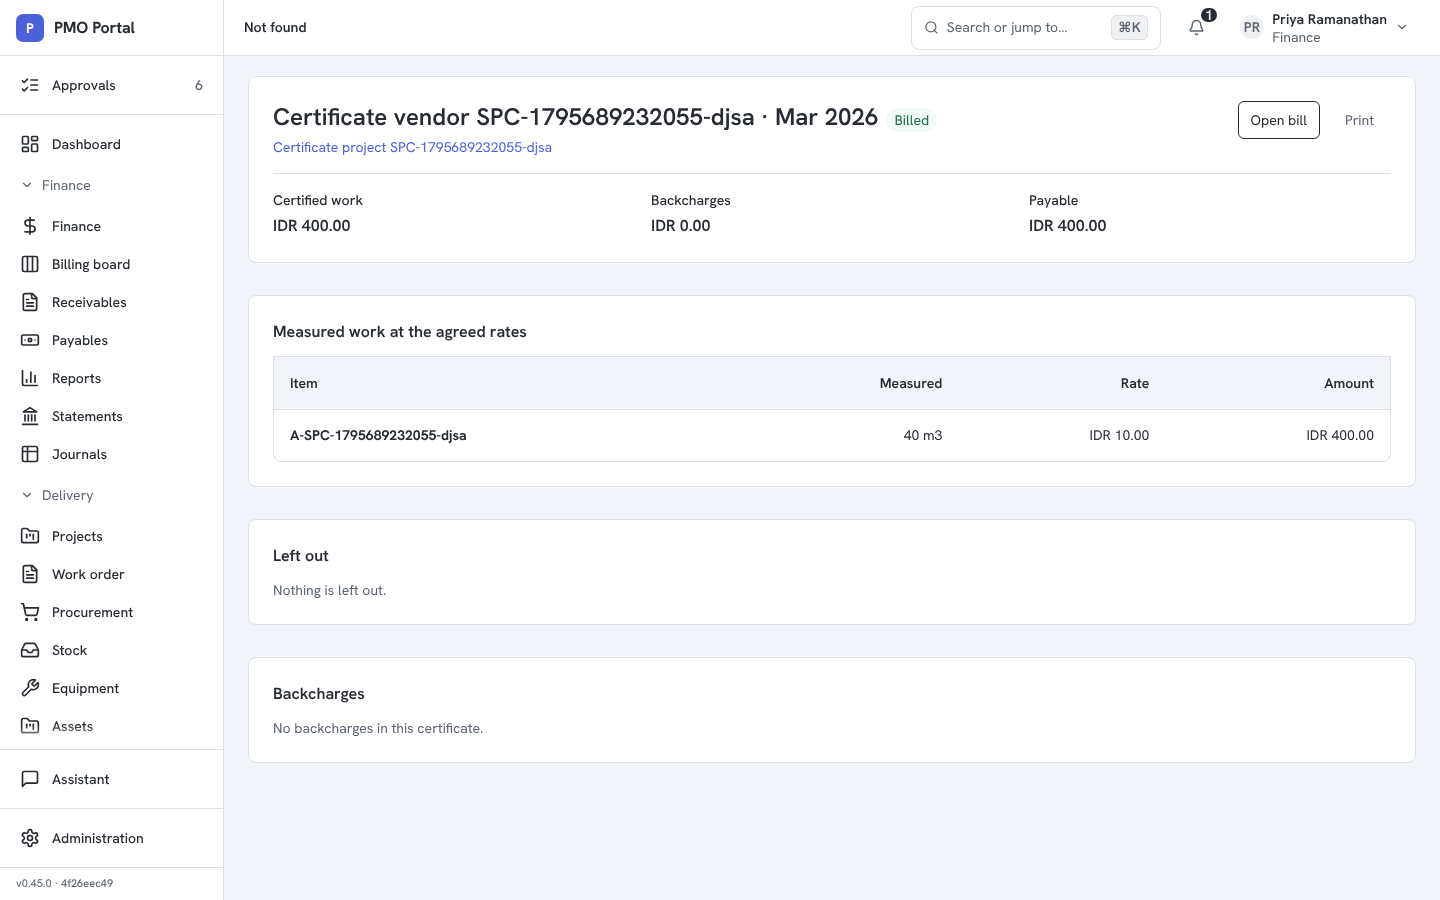 P PMO Portal
Not found
Search or jump to... ⌘K
1
PR Priya Ramanathan
Finance
Approvals 6
Dashboard
Finance
Finance
Billing board
Receivables
Payables
Reports
Statements
Journals
Delivery
Projects
Work order
Procurement
Stock
Equipment
Assets
Assistant
Administration
v0.45.0 · 4f26eec49
Certificate vendor SPC-1795689232055-djsa · Mar 2026 Billed
Open bill Print
Certificate project SPC-1795689232055-djsa
Certified work Backcharges Payable
IDR 400.00 IDR 0.00 IDR 400.00
Measured work at the agreed rates
Item Measured Rate Amount
A-SPC-1795689232055-djsa 40 m3 IDR 10.00 IDR 400.00
Left out
Nothing is left out.
Backcharges
No backcharges in this certificate.